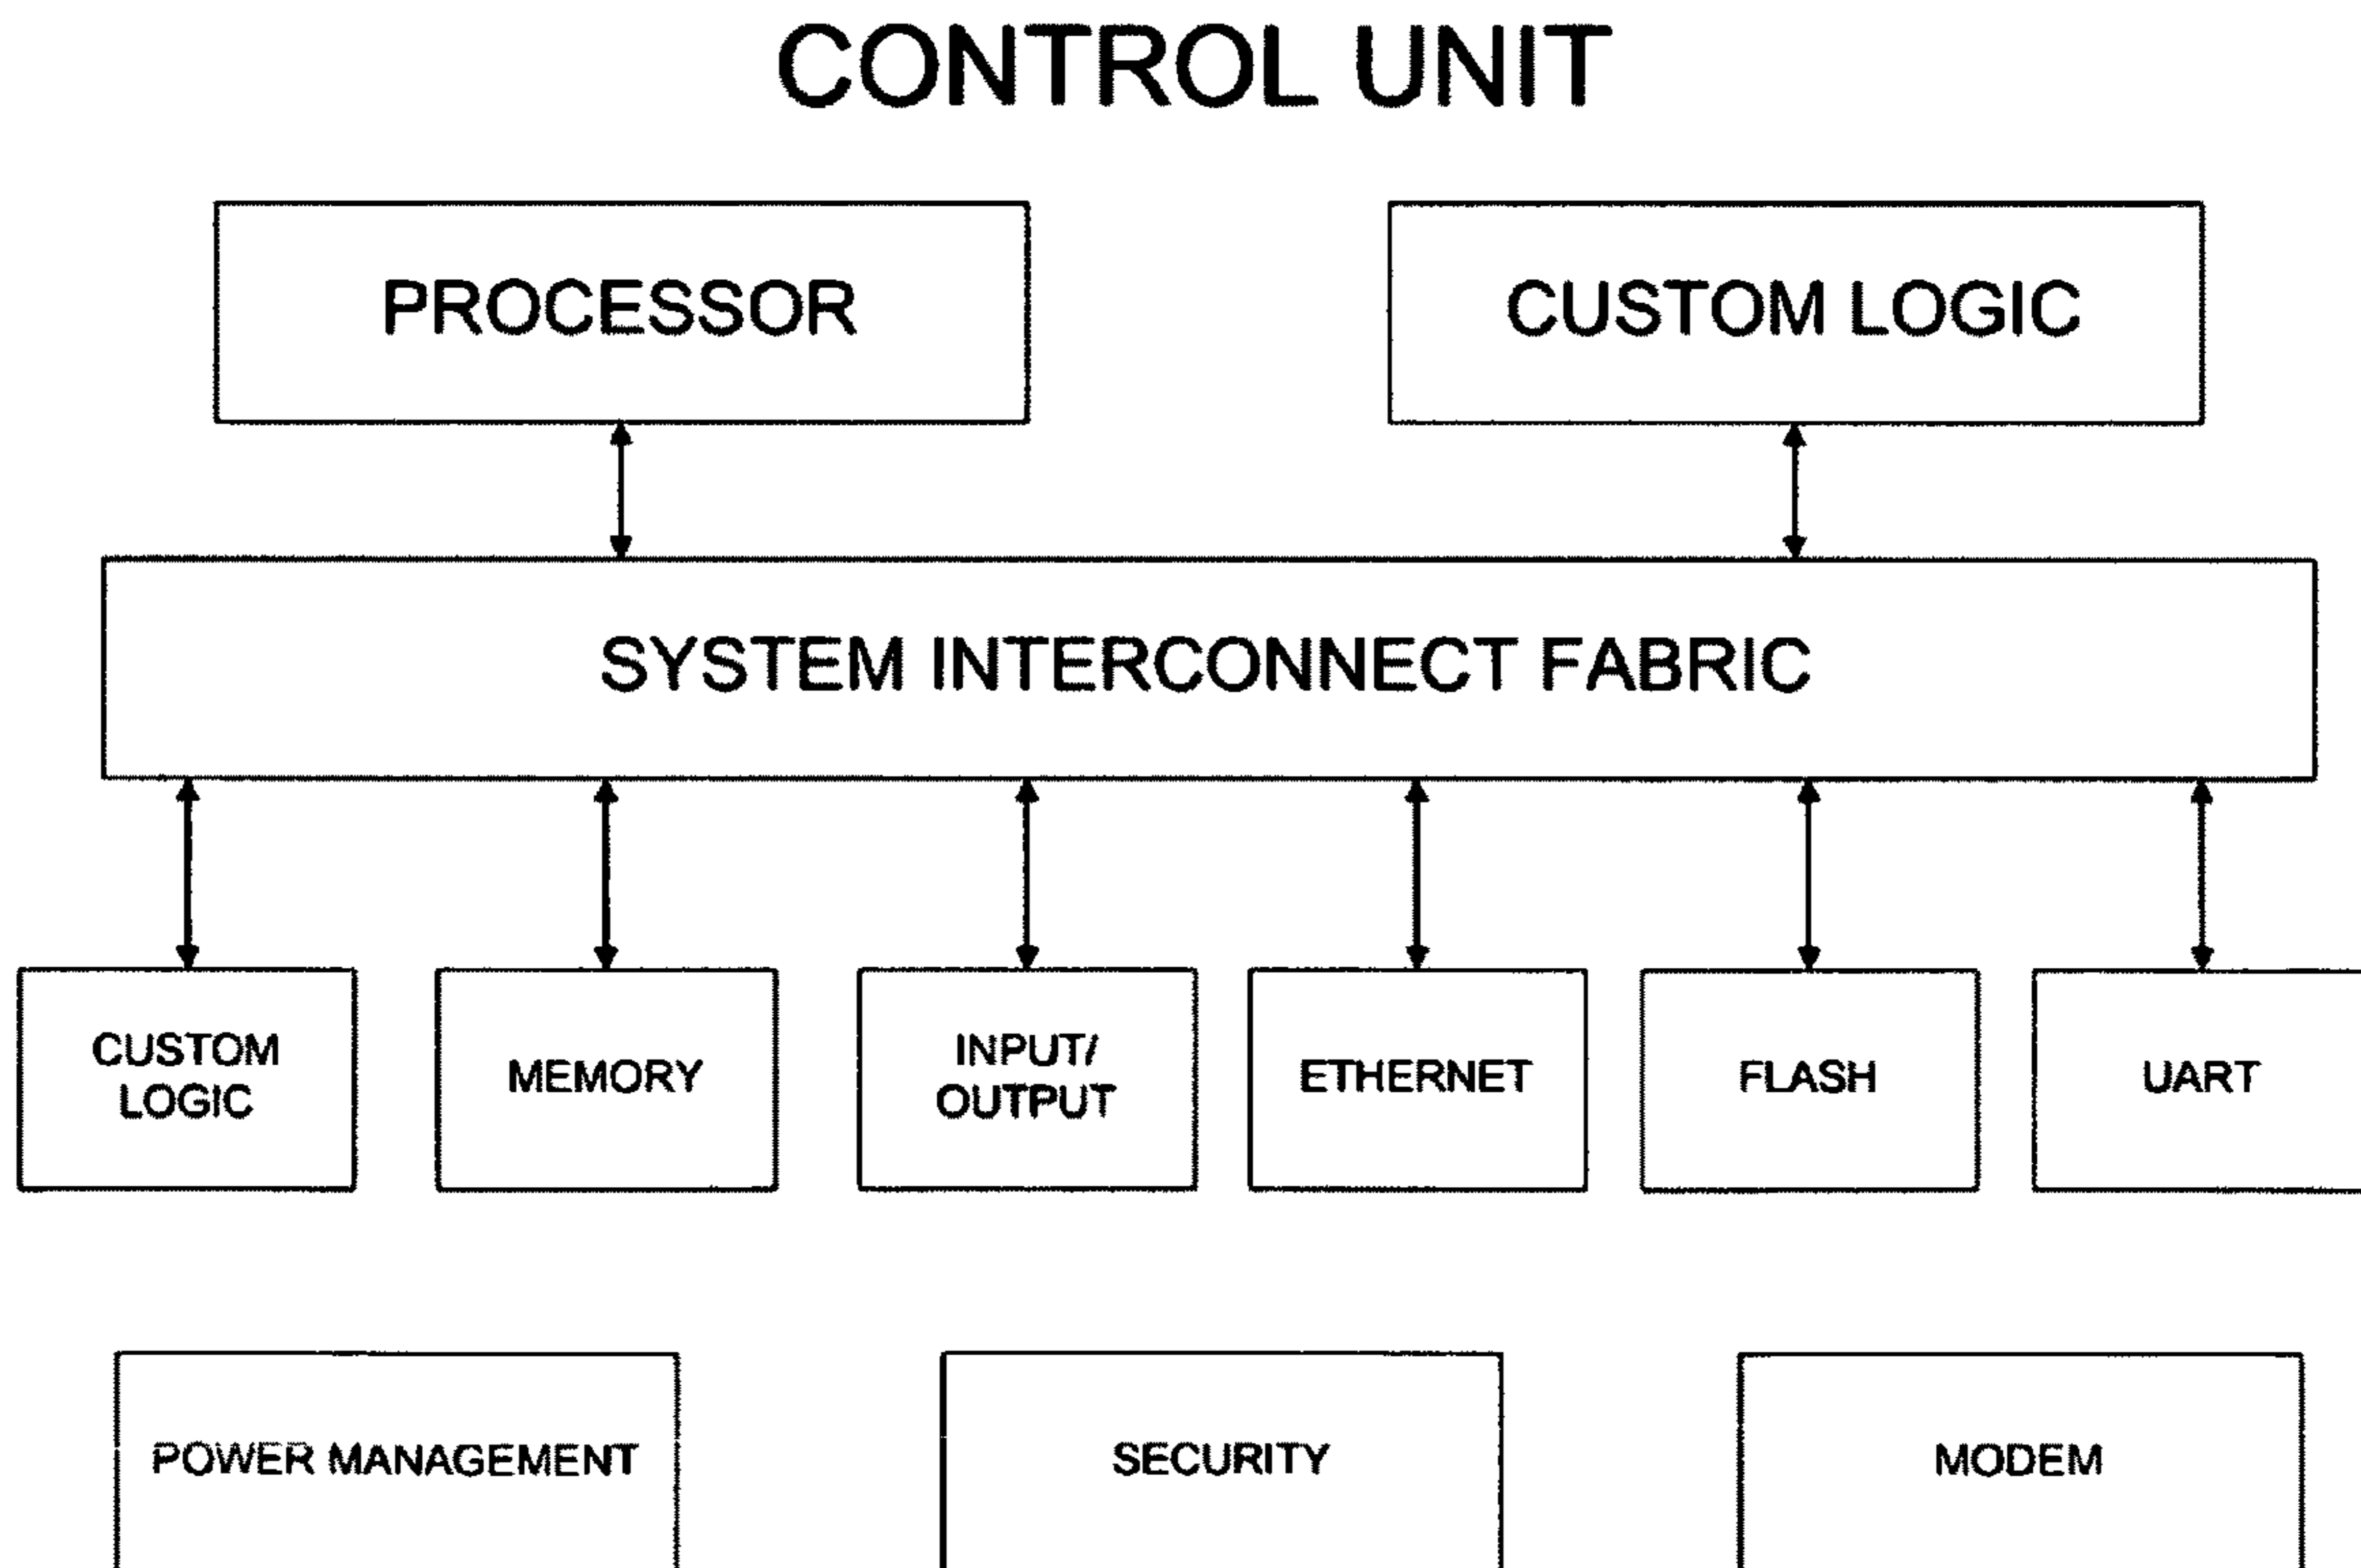 CONTROL UNIT
PROCESSOR
CUSTOM LOGIC
SYSTEM INTERCONNECT FABRIC
CUSTOM
LOGIC
MEMORY
INPUT/
OUTPUT
ETHERNET
FLASH
UART
POWER MANAGEMENT
SECURITY
MODEM